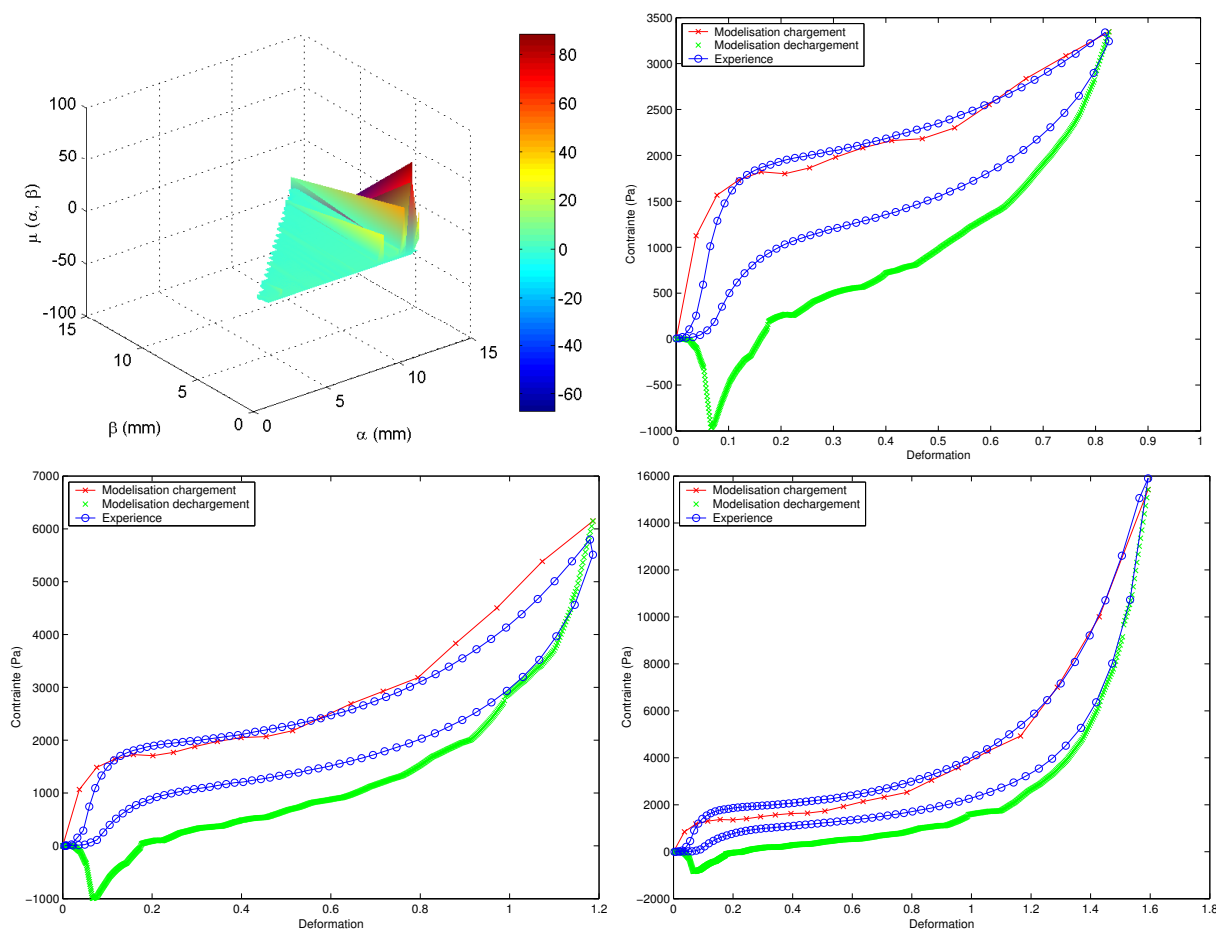 100
50
0
−50
−100
15
10
5
0
0
5
10
15
μ (α, β)
β (mm)
α (mm)
80
60
40
20
0
−20
−40
−60
3500
3000
2500
2000
1500
1000
500
0
−500
−1000
Contrainte (Pa)
Modelisation chargement
Modelisation dechargement
Experience
0 0.1 0.2 0.3 0.4 0.5 0.6 0.7 0.8 0.9 1
Deformation
7000
6000
5000
4000
3000
2000
1000
0
−1000
Contrainte (Pa)
Modelisation chargement
Modelisation dechargement
Experience
0 0.2 0.4 0.6 0.8 1 1.2
Deformation
16000
14000
12000
10000
8000
6000
4000
2000
0
−2000
Contrainte (Pa)
Modelisation chargement
Modelisation dechargement
Experience
0 0.2 0.4 0.6 0.8 1 1.2 1.4 1.6 1.8
Deformation